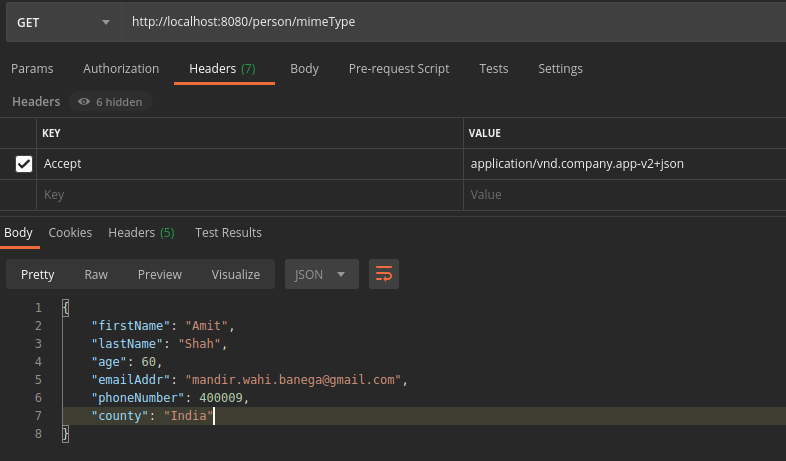 GET http://localhost:8080/person/mimeType
Params Authorization Headers (7) Body Pre-request Script Tests Settings
Headers 6 hidden
KEY VALUE
Accept application/vnd.company.app-v2+json
Key Value
Body Cookies Headers (5) Test Results
Pretty Raw Preview Visualize JSON
1 {
2 "firstName": "Amit",
3 "lastName": "Shah",
4 "age": 60,
5 "emailAddr": "mandir.wahi.banega@gmail.com",
6 "phoneNumber": 400009,
7 "county": "India"
8 }